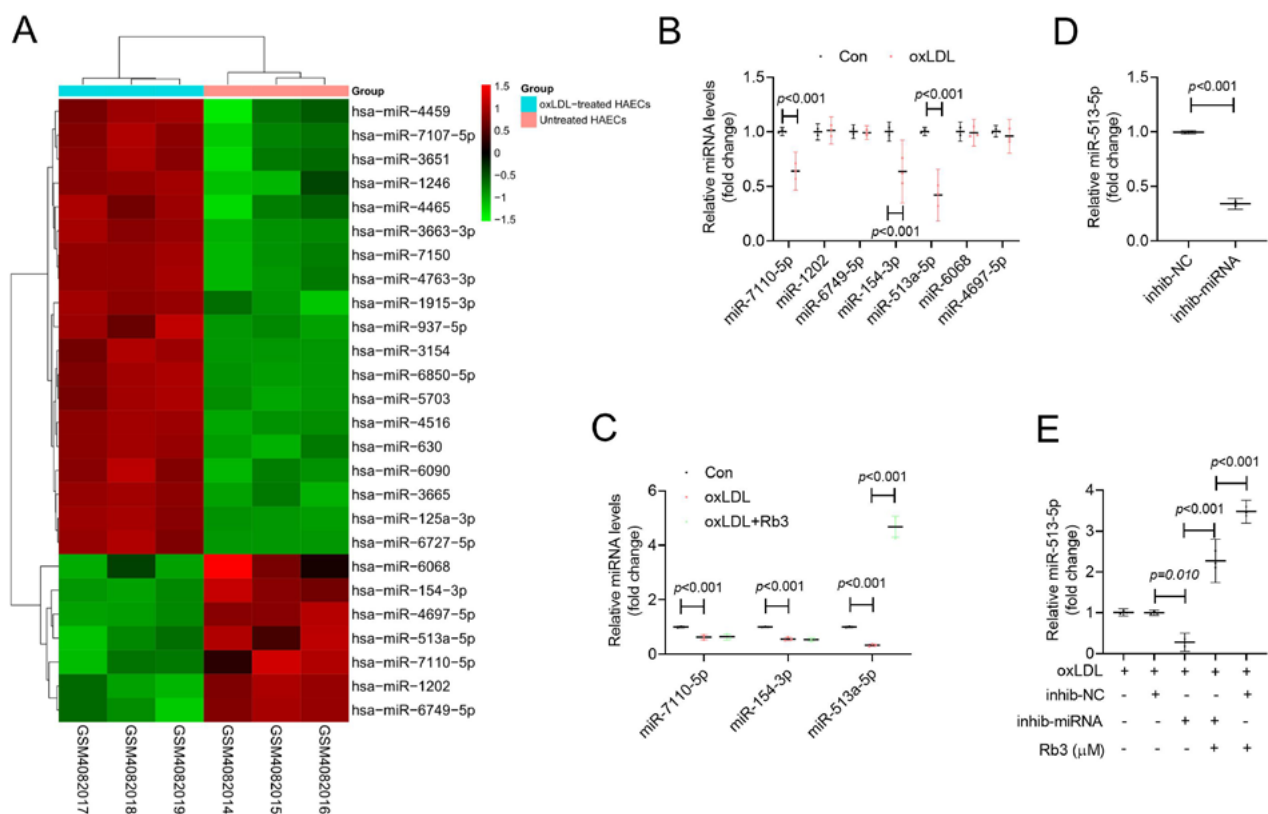 A
1.5
1
0.5
0
−0.5
−1
−1.5
Group
Group
oxLDL−treated HAECs
Untreated HAECs
hsa−miR−4459
hsa−miR−7107−5p
hsa−miR−3651
hsa−miR−1246
hsa−miR−4465
hsa−miR−3663−3p
hsa−miR−7150
hsa−miR−4763−3p
hsa−miR−1915−3p
hsa−miR−937−5p
hsa−miR−3154
hsa−miR−6850−5p
hsa−miR−5703
hsa−miR−4516
hsa−miR−630
hsa−miR−6090
hsa−miR−3665
hsa−miR−125a−3p
hsa−miR−6727−5p
hsa−miR−6068
hsa−miR−154−3p
hsa−miR−4697−5p
hsa−miR−513a−5p
hsa−miR−7110−5p
hsa−miR−1202
hsa−miR−6749−5p
GSM4082017
GSM4082018
GSM4082019
GSM4082014
GSM4082015
GSM4082016
B
Con oxLDL
Relative miRNA levels
(fold change)
1.5
1.0
0.5
0.0
p<0.001
p<0.001
p<0.001
miR-7110-5p
miR-1202
miR-6749-5p
miR-154-3p
miR-513a-5p
miR-6068
miR-4697-5p
D
Relative miR-513-5p
(fold change)
1.5
1.0
0.5
0.0
p<0.001
inhib-NC
inhib-miRNA
C
Con
oxLDL
oxLDL+Rb3
Relative miRNA levels
(fold change)
6
4
2
0
p<0.001
p<0.001
p<0.001
p<0.001
miR-7110-5p
miR-154-3p
miR-513a-5p
E
Relative miR-513-5p
(fold change)
4
3
2
1
0
p=0.010
p<0.001
p<0.001
oxLDL + + + + +
inhib-NC - + - - +
inhib-miRNA - - + + -
Rb3 (μM) - - - + +